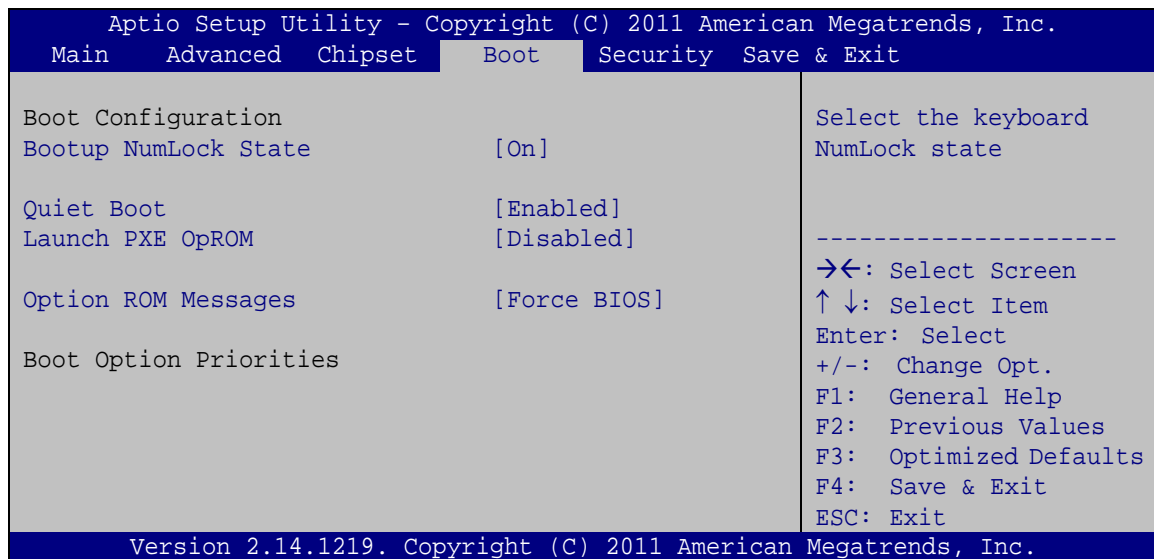 Aptio Setup Utility – Copyright (C) 2011 American Megatrends, Inc.
Main Advanced Chipset Boot Security Save & Exit
Boot Configuration
Bootup NumLock State [On]
Quiet Boot [Enabled]
Launch PXE OpROM [Disabled]
Option ROM Messages [Force BIOS]
Boot Option Priorities
Select the keyboard
NumLock state
---------------------
→←: Select Screen
↑ ↓: Select Item
Enter: Select
+/-: Change Opt.
F1: General Help
F2: Previous Values
F3: Optimized Defaults
F4: Save & Exit
ESC: Exit
Version 2.14.1219. Copyright (C) 2011 American Megatrends, Inc.